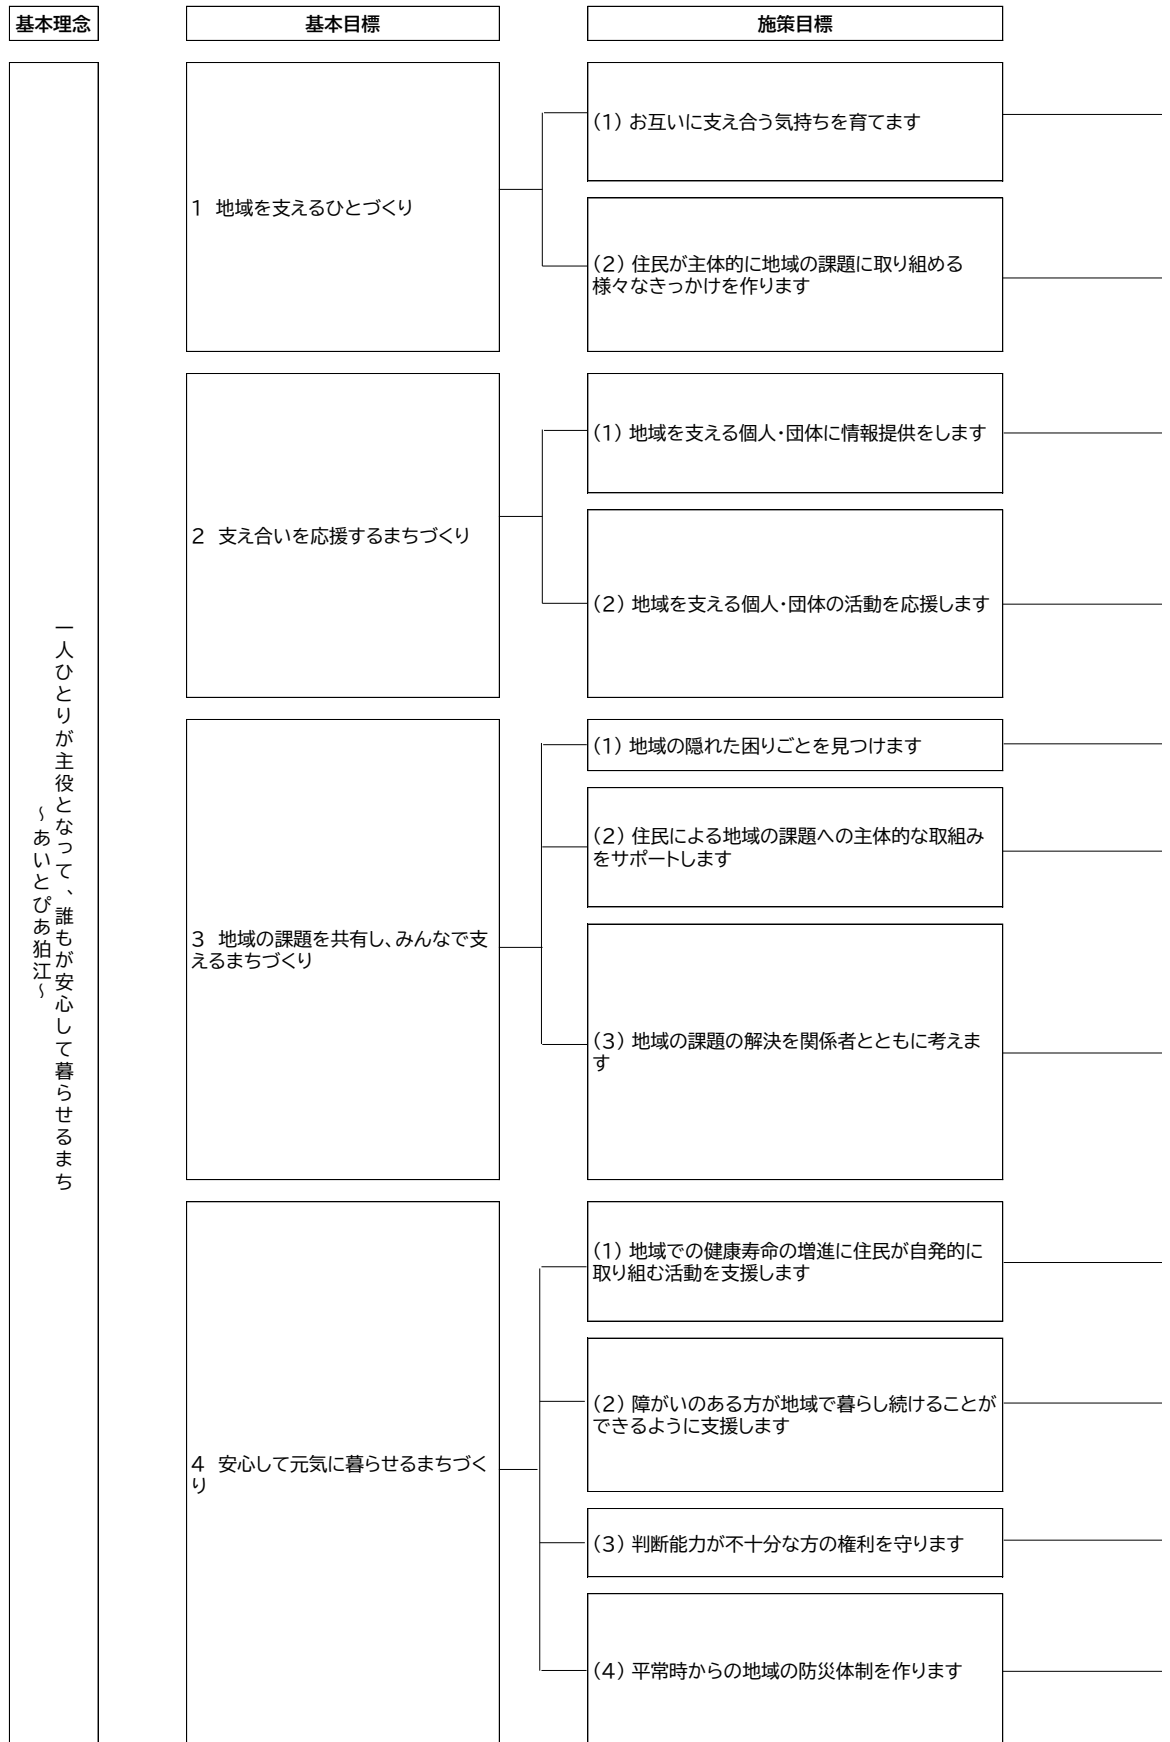 基本理念
基本目標
施策目標
一人ひとりが主役となって、誰もが安心して暮らせるまち
～あいとぴあ狛江～
1 地域を支えるひとづくり
(1) お互いに支え合う気持ちを育てます
(2) 住民が主体的に地域の課題に取り組める
様々なきっかけを作ります
2 支え合いを応援するまちづくり
(1) 地域を支える個人・団体に情報提供をします
(2) 地域を支える個人・団体の活動を応援します
3 地域の課題を共有し、みんなで支
えるまちづくり
(1) 地域の隠れた困りごとを見つけます
(2) 住民による地域の課題への主体的な取組み
をサポートします
(3) 地域の課題の解決を関係者とともに考えま
す
4 安心して元気に暮らせるまちづく
り
(1) 地域での健康寿命の増進に住民が自発的に
取り組む活動を支援します
(2) 障がいのある方が地域で暮らし続けることが
できるように支援します
(3) 判断能力が不十分な方の権利を守ります
(4) 平常時からの地域の防災体制を作ります